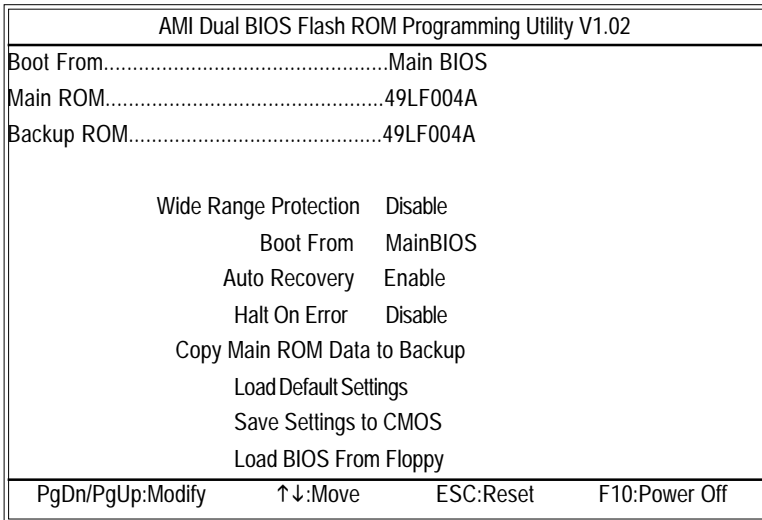 AMI Dual BIOS Flash ROM Programming Utility V1.02
Boot From.................................................Main BIOS
Main ROM................................................49LF004A
Backup ROM............................................49LF004A
Wide Range Protection Disable
Boot From MainBIOS
Auto Recovery Enable
Halt On Error Disable
Copy Main ROM Data to Backup
Load Default Settings
Save Settings to CMOS
Load BIOS From Floppy
PgDn/PgUp:Modify ↑↓:Move ESC:Reset F10:Power Off